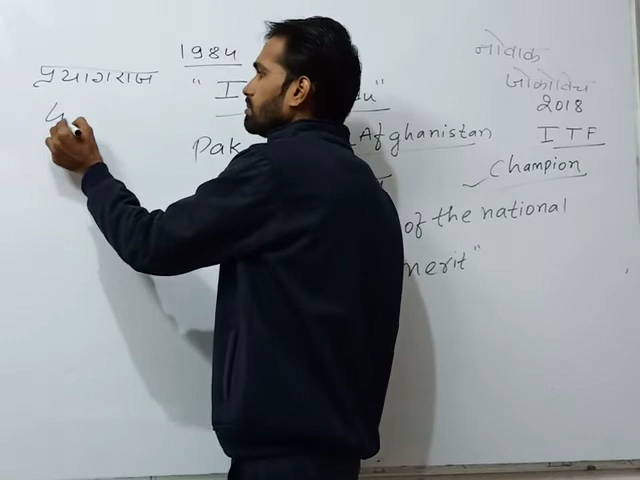 प्रयागराज
1984
" I
Pak Afghanistan
of the national
merit"
नोवाक
जोकोविच
2018
ITF
Champion